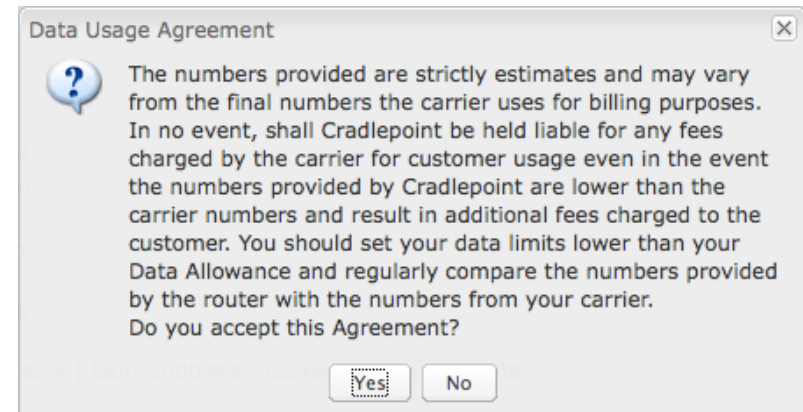 Data Usage Agreement
The numbers provided are strictly estimates and may vary
from the final numbers the carrier uses for billing purposes.
In no event, shall Cradlepoint be held liable for any fees
charged by the carrier for customer usage even in the event
the numbers provided by Cradlepoint are lower than the
carrier numbers and result in additional fees charged to the
customer. You should set your data limits lower than your
Data Allowance and regularly compare the numbers provided
by the router with the numbers from your carrier.
Do you accept this Agreement?
Yes No